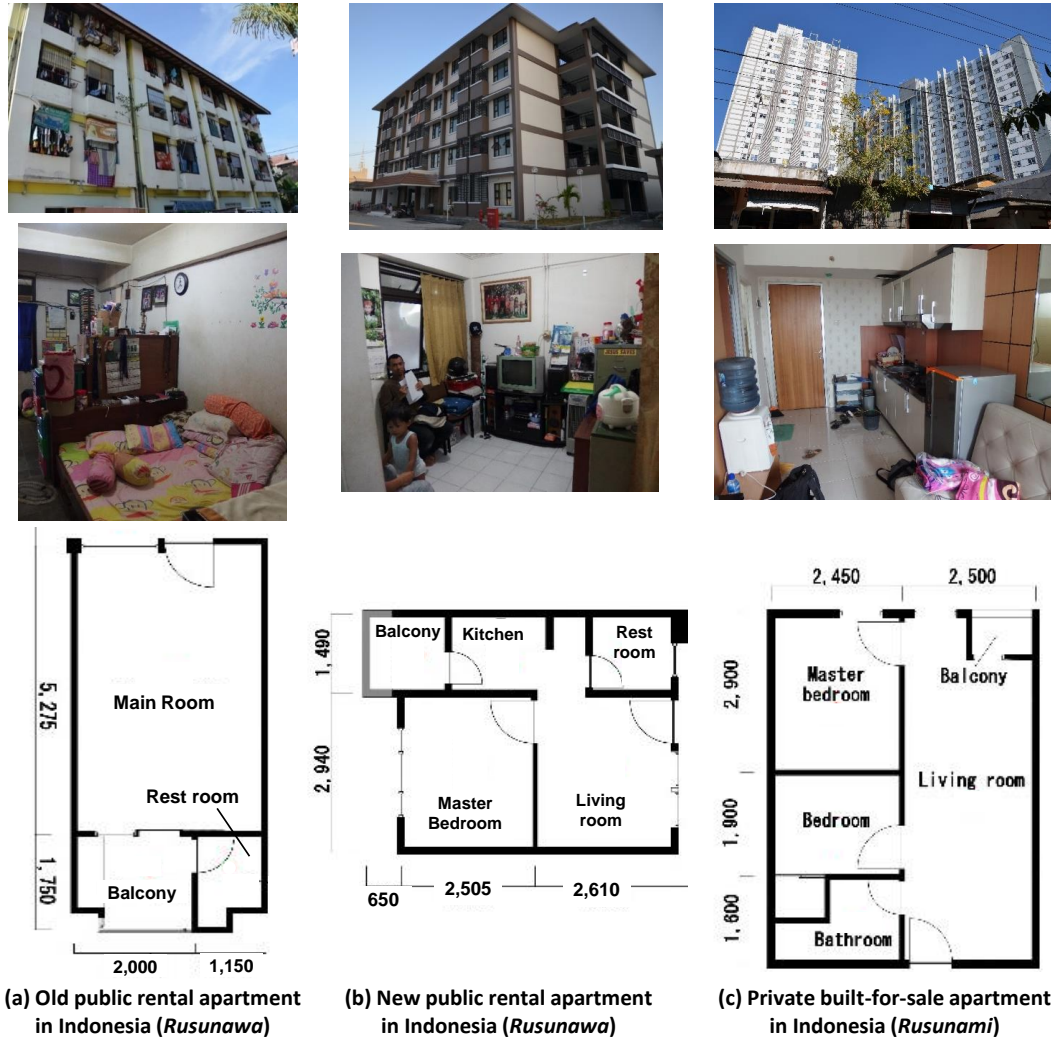 5,275
1,750
Main Room
Rest room
Balcony
2,000
1,150
1,490
2,940
Balcony
Kitchen
Rest
room
Master
Bedroom
Living
room
650
2,505
2,610
2,450
2,500
2,900
1,900
1,600
Master
bedroom
Balcony
Living room
Bedroom
Bathroom
(a) Old public rental apartment
in Indonesia (Rusunawa)
(b) New public rental apartment
in Indonesia (Rusunawa)
(c) Private built-for-sale apartment
in Indonesia (Rusunami)